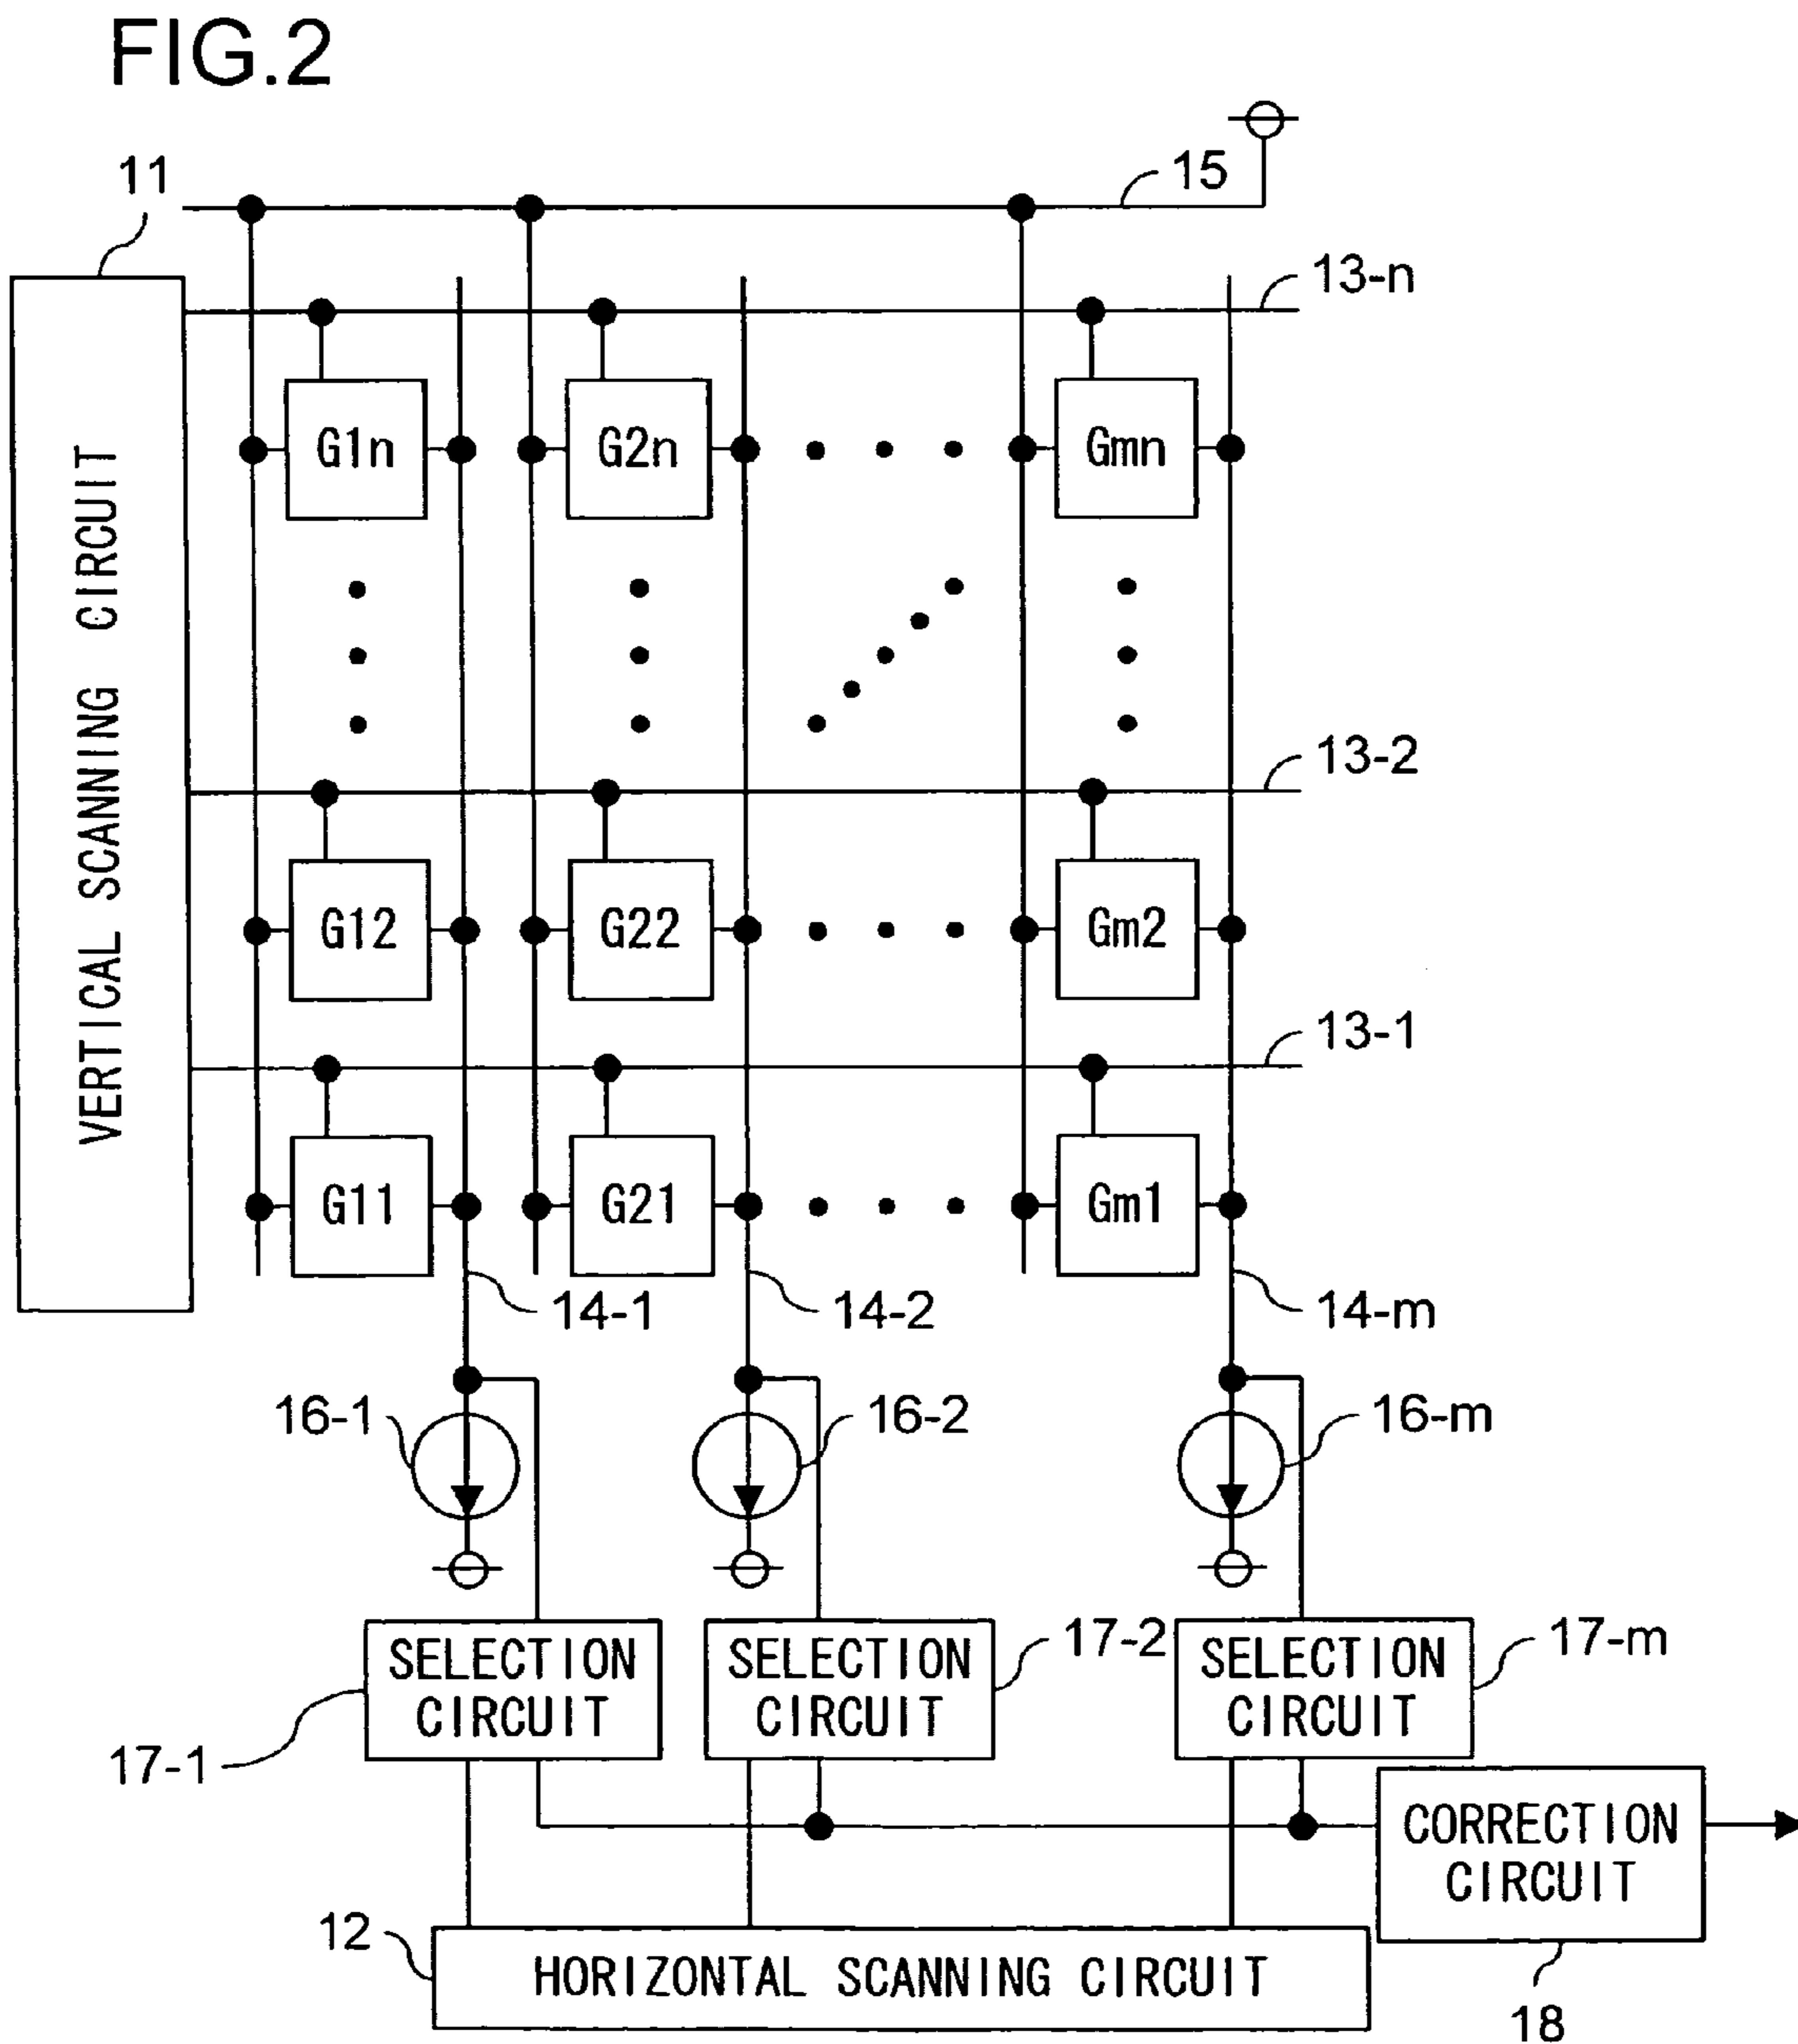 FIG.2
15
11
13-n
G1n
G2n
Gmn
VERTICAL SCANNING CIRCUIT
13-2
G12
G22
Gm2
13-1
G11
G21
Gm1
14-1
14-2
14-m
16-1
16-2
16-m
SELECTION
CIRCUIT
17-1
SELECTION
CIRCUIT
17-2
SELECTION
CIRCUIT
17-m
CORRECTION
CIRCUIT
12
HORIZONTAL SCANNING CIRCUIT
18